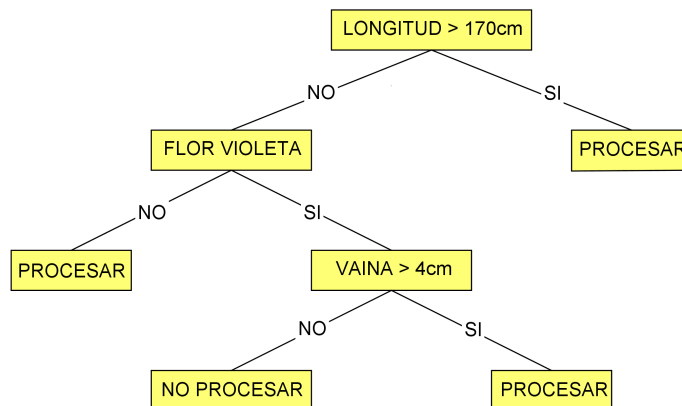 LONGITUD > 170cm
NO
SI
FLOR VIOLETA
PROCESAR
NO
SI
PROCESAR
VAINA > 4cm
NO
SI
NO PROCESAR
PROCESAR